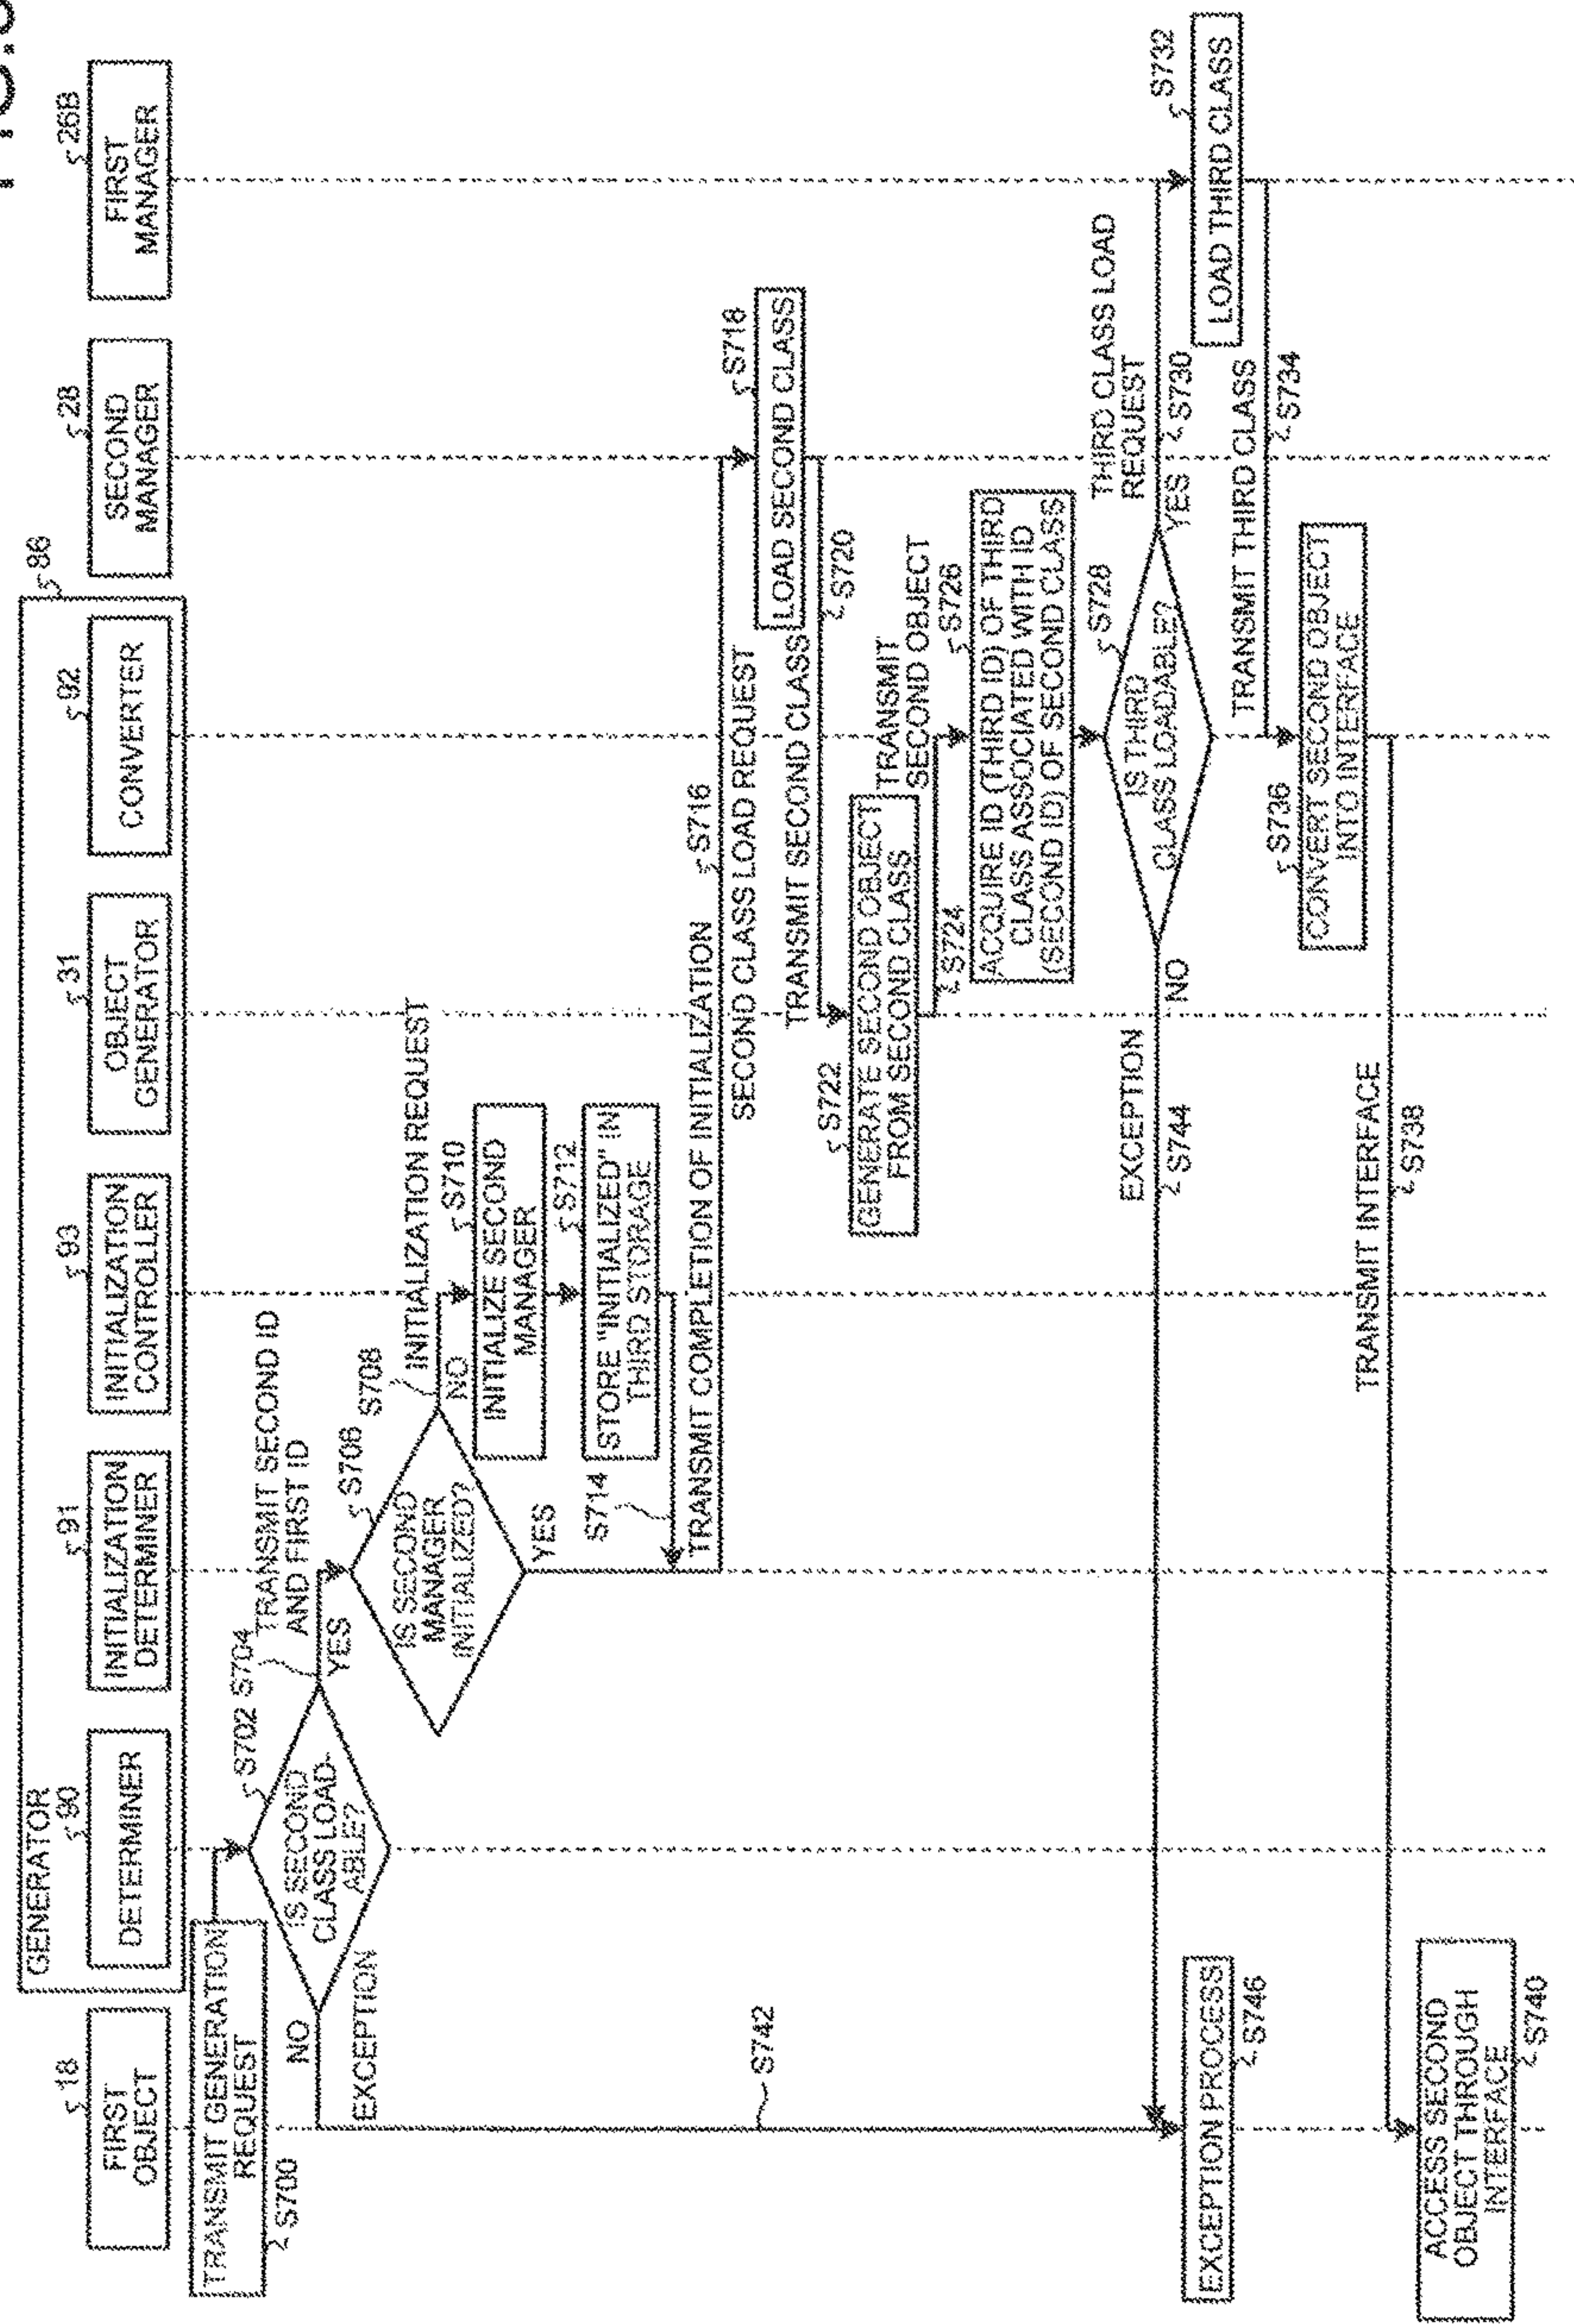 GENERATOR
86
18
FIRST
OBJECT
90
DETERMINER
91
INITIALIZATION
DETERMINER
93
INITIALIZATION
CONTROLLER
31
OBJECT
GENERATOR
92
CONVERTER
28
SECOND
MANAGER
26B
FIRST
MANAGER
TRANSMIT GENERATION
REQUEST
S700
S702
IS SECOND
CLASS LOAD-
ABLE?
NO
EXCEPTION
YES
S704
TRANSMIT SECOND ID
AND FIRST ID
S706
IS SECOND
MANAGER
INITIALIZED?
YES
NO
S708
INITIALIZATION REQUEST
S710
INITIALIZE SECOND
MANAGER
S712
STORE "INITIALIZED" IN
THIRD STORAGE
S714
TRANSMIT COMPLETION OF INITIALIZATION
S716
SECOND CLASS LOAD REQUEST
S718
LOAD SECOND CLASS
TRANSMIT SECOND CLASS
S720
S722
GENERATE SECOND OBJECT
FROM SECOND CLASS
TRANSMIT
SECOND OBJECT
S724
S726
ACQUIRE ID (THIRD ID) OF THIRD
CLASS ASSOCIATED WITH ID
(SECOND ID) OF SECOND CLASS
S728
IS THIRD
CLASS LOADABLE?
NO
YES
THIRD CLASS LOAD
REQUEST
S730
S732
LOAD THIRD CLASS
TRANSMIT THIRD CLASS
S734
S736
CONVERT SECOND OBJECT
INTO INTERFACE
TRANSMIT INTERFACE
S738
ACCESS SECOND
OBJECT THROUGH
INTERFACE
S740
S742
EXCEPTION
S744
EXCEPTION PROCESS
S746